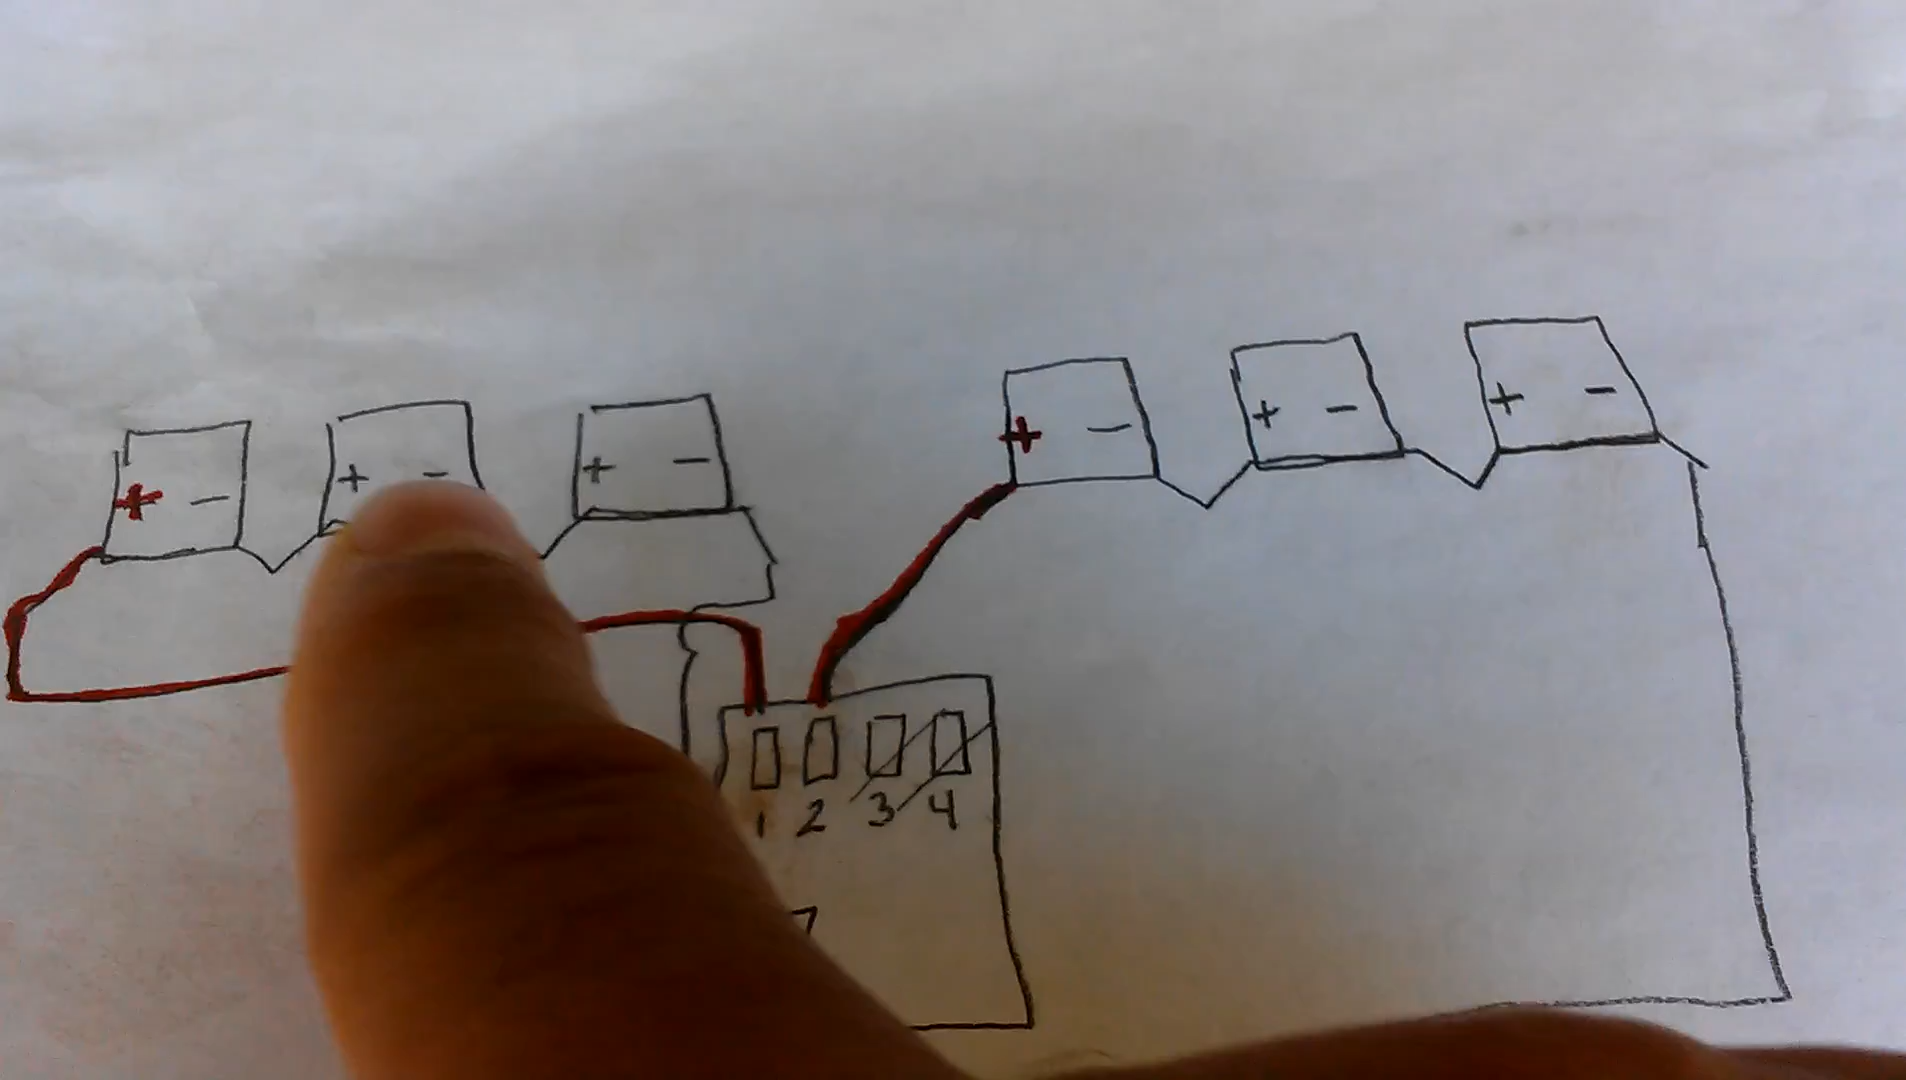 + - + - + -
+ - + - + -
1 2 3 4